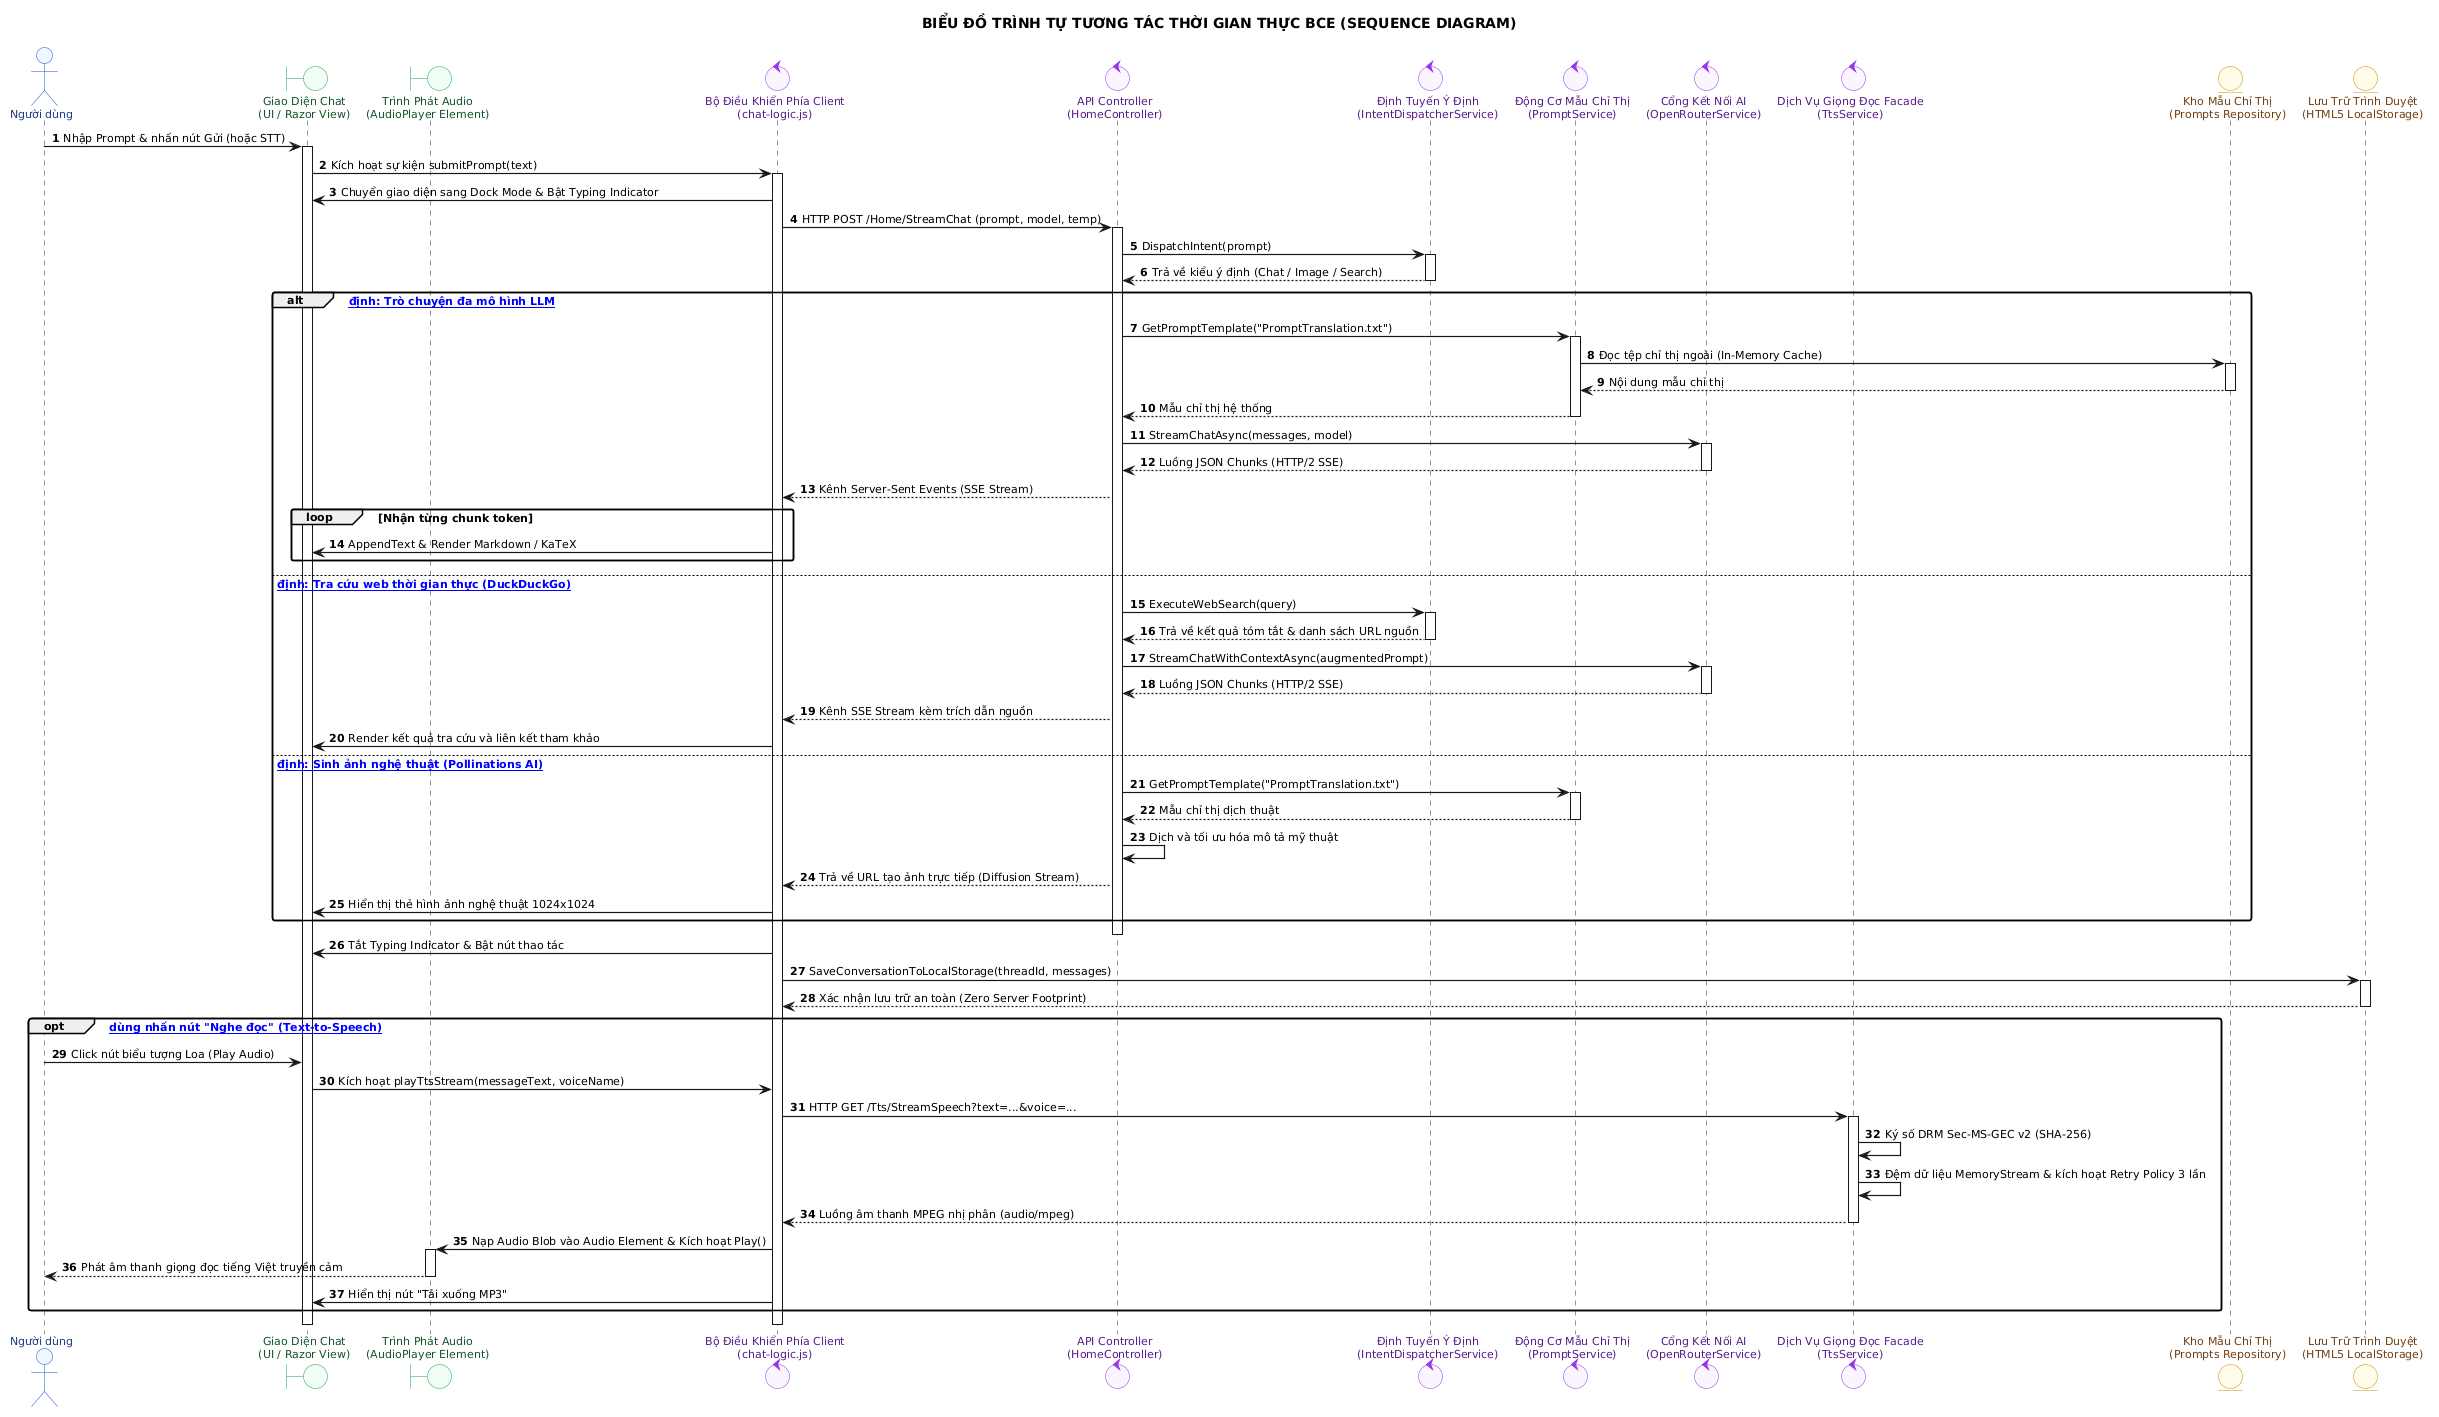 BIỂU ĐỒ TRÌNH TỰ TƯƠNG TÁC THỜI GIAN THỰC BCE (SEQUENCE DIAGRAM)
Người dùng
Giao Diện Chat
(UI / Razor View)
Trình Phát Audio
(AudioPlayer Element)
Bộ Điều Khiển Phía Client
(chat-logic.js)
API Controller
(HomeController)
Định Tuyến Ý Định
(IntentDispatcherService)
Động Cơ Mẫu Chỉ Thị
(PromptService)
Cổng Kết Nối AI
(OpenRouterService)
Dịch Vụ Giọng Đọc Facade
(TtsService)
Kho Mẫu Chỉ Thị
(Prompts Repository)
Lưu Trữ Trình Duyệt
(HTML5 LocalStorage)
1 Nhập Prompt & nhấn nút Gửi (hoặc STT)
2 Kích hoạt sự kiện submitPrompt(text)
3 Chuyển giao diện sang Dock Mode & Bật Typing Indicator
4 HTTP POST /Home/StreamChat (prompt, model, temp)
5 DispatchIntent(prompt)
6 Trả về kiểu ý định (Chat / Image / Search)
alt định: Trò chuyện đa mô hình LLM
7 GetPromptTemplate("PromptTranslation.txt")
8 Đọc tệp chỉ thị ngoài (In-Memory Cache)
9 Nội dung mẫu chỉ thị
10 Mẫu chỉ thị hệ thống
11 StreamChatAsync(messages, model)
12 Luồng JSON Chunks (HTTP/2 SSE)
13 Kênh Server-Sent Events (SSE Stream)
loop [Nhận từng chunk token]
14 AppendText & Render Markdown / KaTeX
định: Tra cứu web thời gian thực (DuckDuckGo)
15 ExecuteWebSearch(query)
16 Trả về kết quả tóm tắt & danh sách URL nguồn
17 StreamChatWithContextAsync(augmentedPrompt)
18 Luồng JSON Chunks (HTTP/2 SSE)
19 Kênh SSE Stream kèm trích dẫn nguồn
20 Render kết quả tra cứu và liên kết tham khảo
định: Sinh ảnh nghệ thuật (Pollinations AI)
21 GetPromptTemplate("PromptTranslation.txt")
22 Mẫu chỉ thị dịch thuật
23 Dịch và tối ưu hóa mô tả mỹ thuật
24 Trả về URL tạo ảnh trực tiếp (Diffusion Stream)
25 Hiển thị thẻ hình ảnh nghệ thuật 1024x1024
26 Tắt Typing Indicator & Bật nút thao tác
27 SaveConversationToLocalStorage(threadId, messages)
28 Xác nhận lưu trữ an toàn (Zero Server Footprint)
opt dùng nhấn nút "Nghe đọc" (Text-to-Speech)
29 Click nút biểu tượng Loa (Play Audio)
30 Kích hoạt playTtsStream(messageText, voiceName)
31 HTTP GET /Tts/StreamSpeech?text=...&voice=...
32 Ký số DRM Sec-MS-GEC v2 (SHA-256)
33 Đệm dữ liệu MemoryStream & kích hoạt Retry Policy 3 lần
34 Luồng âm thanh MPEG nhị phân (audio/mpeg)
35 Nạp Audio Blob vào Audio Element & Kích hoạt Play()
36 Phát âm thanh giọng đọc tiếng Việt truyền cảm
37 Hiển thị nút "Tải xuống MP3"
Người dùng
Giao Diện Chat
(UI / Razor View)
Trình Phát Audio
(AudioPlayer Element)
Bộ Điều Khiển Phía Client
(chat-logic.js)
API Controller
(HomeController)
Định Tuyến Ý Định
(IntentDispatcherService)
Động Cơ Mẫu Chỉ Thị
(PromptService)
Cổng Kết Nối AI
(OpenRouterService)
Dịch Vụ Giọng Đọc Facade
(TtsService)
Kho Mẫu Chỉ Thị
(Prompts Repository)
Lưu Trữ Trình Duyệt
(HTML5 LocalStorage)